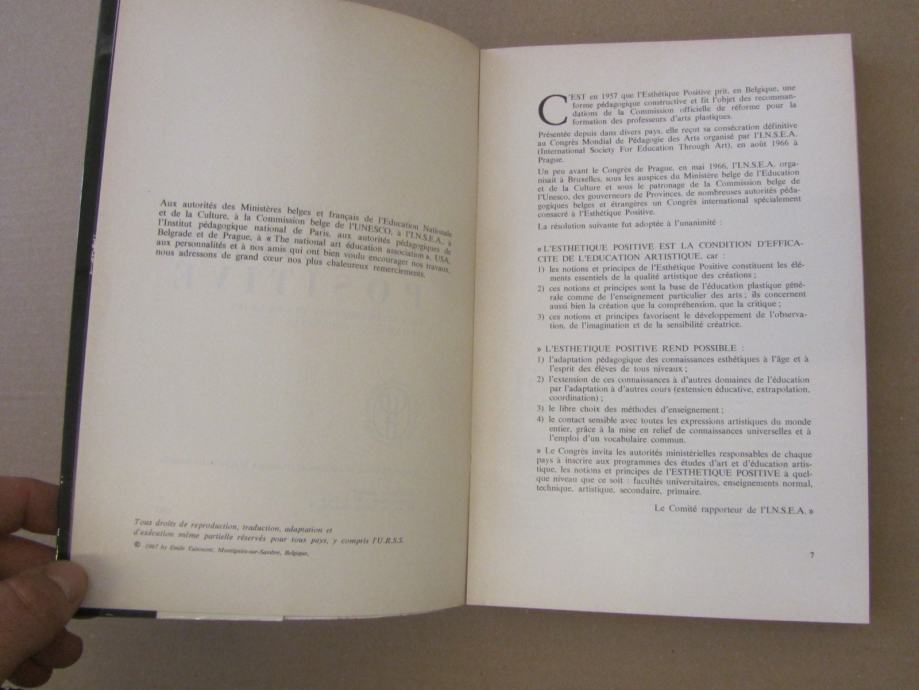 Aux autorités des Ministères belges et français de l'Education Nationale
et de la Culture, à la Commission belge de l'UNESCO, à l'I.N.S.E.A., à
l'Institut pédagogique national de Paris, aux autorités pédagogiques de
Belgrade et de Prague, à « The national art éducation association », USA,
aux personnalités et à nos amis qui ont bien voulu encourager nos travaux,
nous adressons de grand cœur nos plus chaleureux remerciements.
Tous droits de reproduction, traduction, adaptation et
d'exécution même partielle réservés pour tous pays, y compris l'U.R.S.S.
© 1967 by Emile Montignies-sur-Sambre, Belgique.
C'EST en 1957 que l'Esthétique Positive prit, en Belgique, une
forme pédagogique constructive et fit l'objet des recomman-
dations de la Commission officielle de réforme pour la
formation des professeurs d'arts plastiques.
Présentée depuis dans divers pays, elle reçut sa consécration définitive
au Congrès Mondial de Pédagogie des Arts organisé par l'I.N.S.E.A.
(International Society For Education Through Art), en août 1966 à
Prague.
Un peu avant le Congrès de Prague, en mai 1966, l'I.N.S.E.A. orga-
nisait à Bruxelles, sous les auspices du Ministère belge de l'Education
et de la Culture et sous le patronage de la Commission belge de
l'Unesco, des gouverneurs de Provinces, de nombreuses autorités péda-
gogiques belges et étrangères un Congrès international spécialement
consacré à l'Esthétique Positive.
La résolution suivante fut adoptée à l'unanimité :
« L'ESTHETIQUE POSITIVE EST LA CONDITION D'EFFICA-
CITE DE L'EDUCATION ARTISTIQUE, car :
1) les notions et principes de l'Esthétique Positive constituent les élé-
ments essentiels de la qualité artistique des créations ;
2) ces notions et principes sont la base de l'éducation plastique géné-
rale comme de l'enseignement particulier des arts ; ils concernent
aussi bien la création que la compréhension, que la critique ;
3) ces notions et principes favorisent le développement de l'observa-
tion, de l'imagination et de la sensibilité créatrice.
» L'ESTHETIQUE POSITIVE REND POSSIBLE :
1) l'adaptation pédagogique des connaissances esthétiques à l'âge et à
l'esprit des élèves de tous niveaux ;
2) l'extension de ces connaissances à d'autres domaines de l'éducation
par l'adaptation à d'autres cours (extension éducative, extrapolation,
coordination) ;
3) le libre choix des méthodes d'enseignement ;
4) le contact sensible avec toutes les expressions artistiques du monde
entier, grâce à la mise en relief de connaissances universelles et à
l'emploi d'un vocabulaire commun.
» Le Congrès invita les autorités ministérielles responsables de chaque
pays à inscrire aux programmes des études d'art et d'éducation artis-
tique, les notions et principes de l'ESTHETIQUE POSITIVE à quel-
que niveau que ce soit : facultés universitaires, enseignements normal,
technique, artistique, secondaire, primaire.
Le Comité rapporteur de l'I.N.S.E.A. »
7